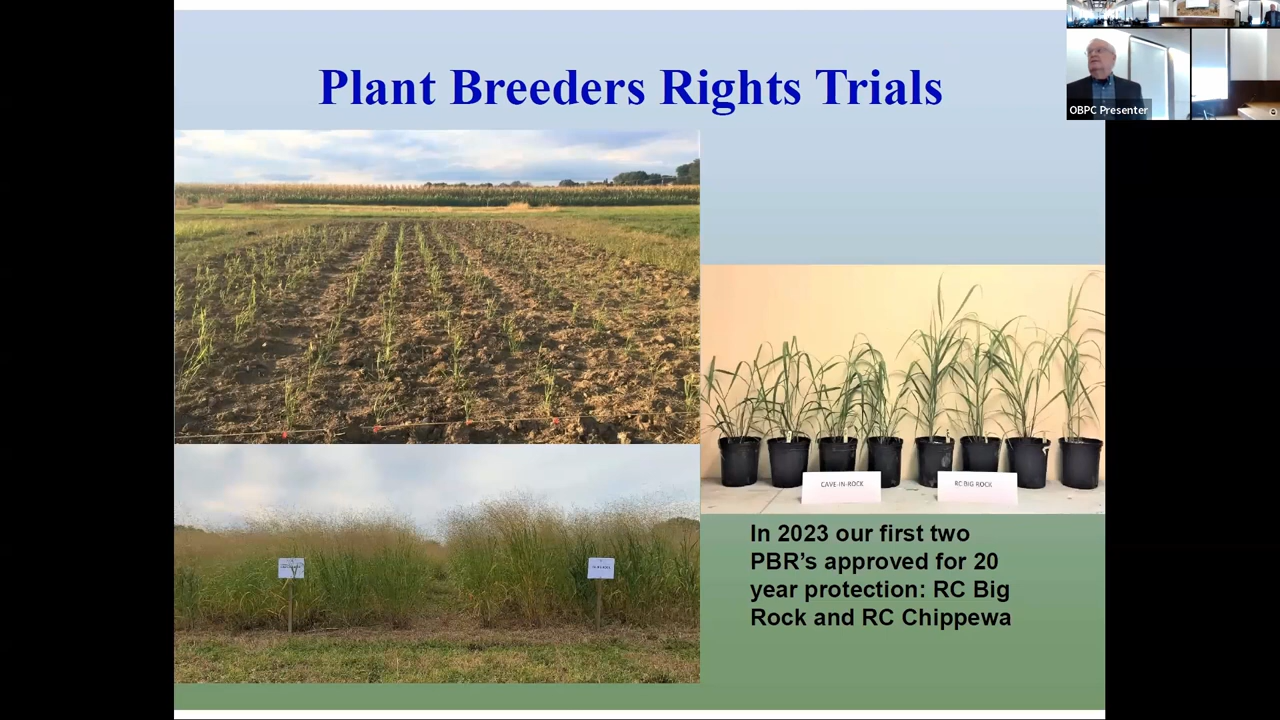 Plant Breeders Rights Trials
OBPC Presenter
CAVE-IN-ROCK
RC BIG ROCK
In 2023 our first two
PBR’s approved for 20
year protection: RC Big
Rock and RC Chippewa